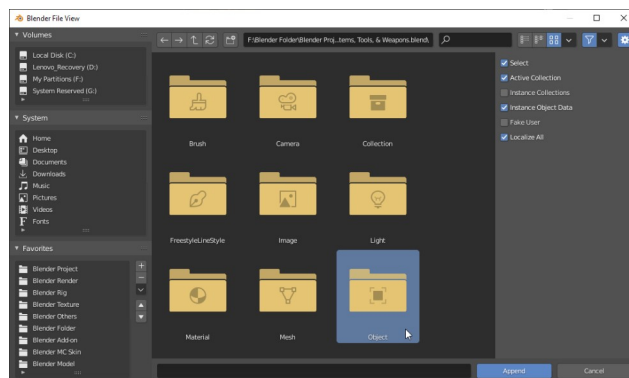 Blender File View
Volumes
Local Disk (C:)
Lenovo_Recovery (D:)
My Partitions (F:)
System Reserved (G:)
System
Home
Desktop
Documents
Downloads
Music
Pictures
Videos
Fonts
Favorites
Blender Project
Blender Render
Blender Rig
Blender Texture
Blender Others
Blender Folder
Blender Add-on
Blender MC Skin
Blender Model
F:\Blender Folder\Blender Proj...tems, Tools, & Weapons.blend\
Brush
Camera
Collection
FreestyleLineStyle
Image
Light
Material
Mesh
Object
Select
Active Collection
Instance Collections
Instance Object Data
Fake User
Localize All
Append
Cancel